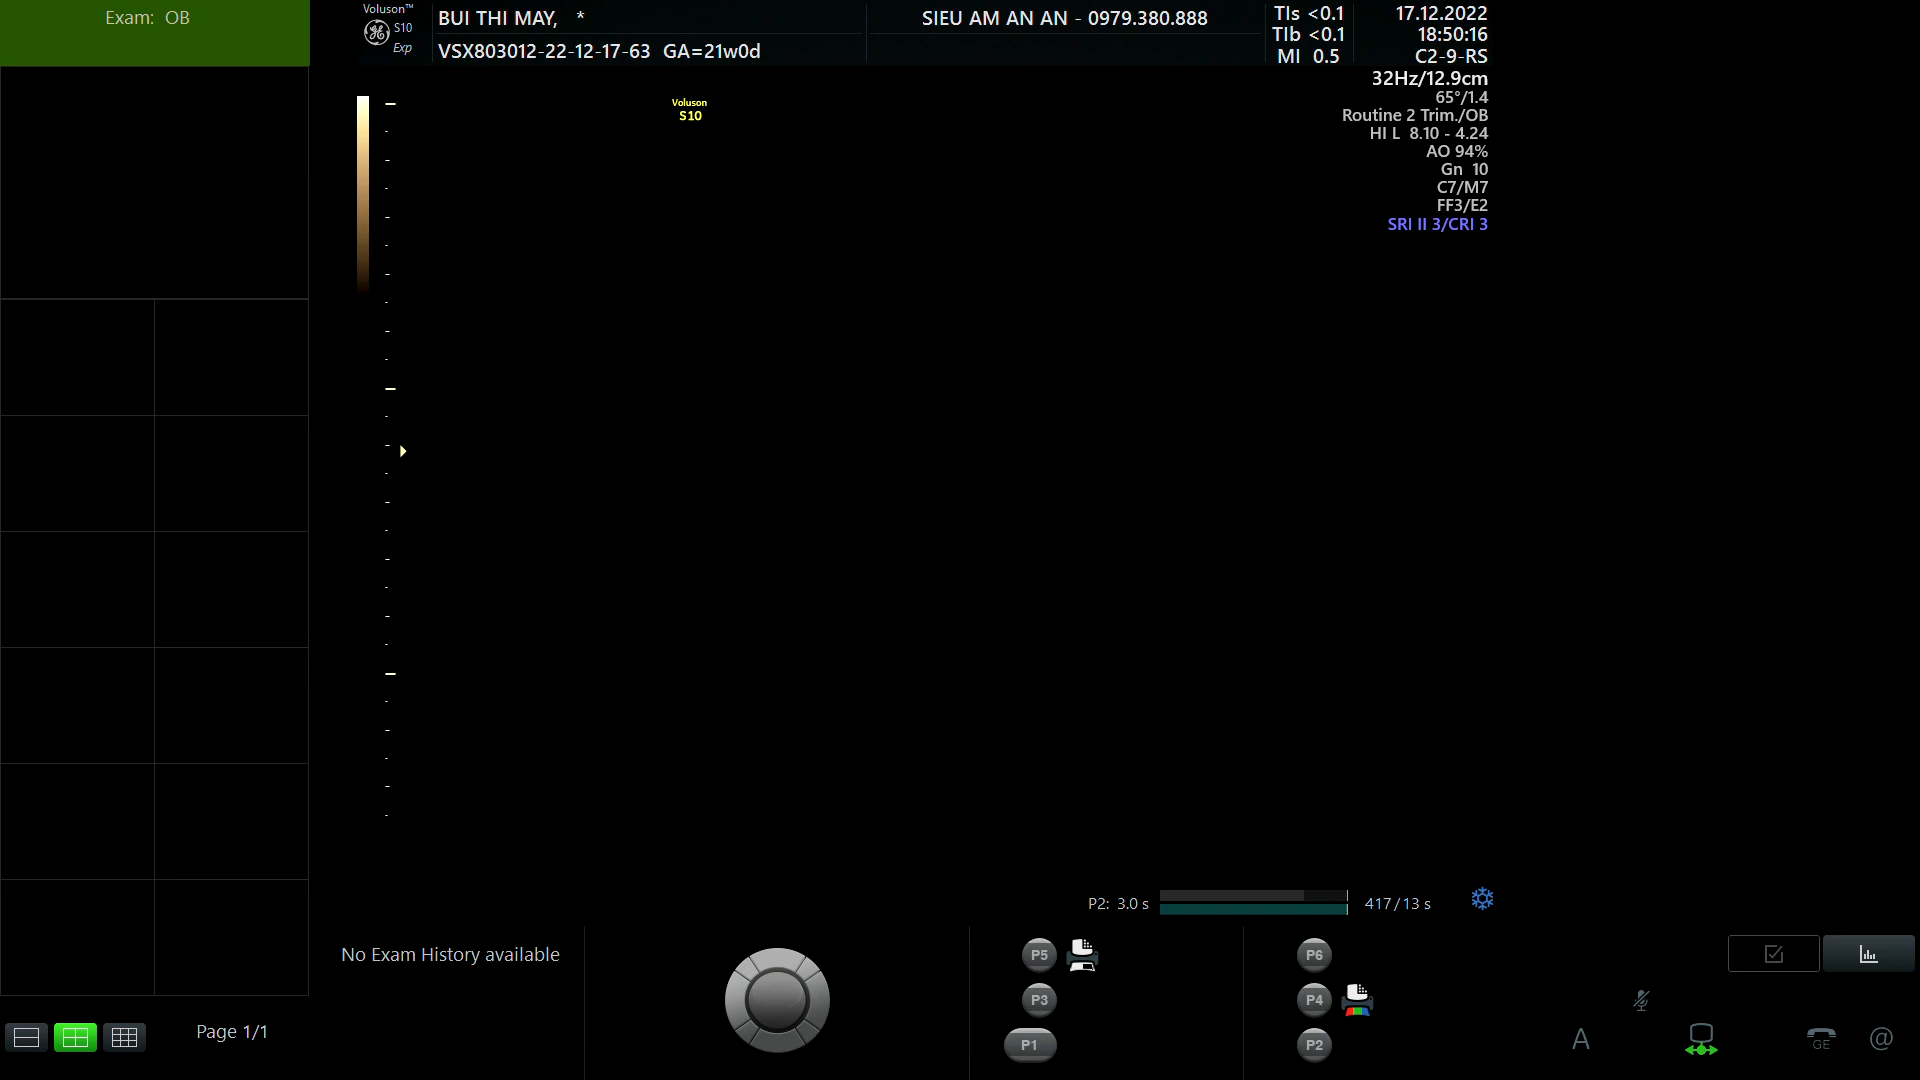 Exam: OB
Voluson™
S10
Exp
BUI THI MAY, *
VSX803012-22-12-17-63 GA=21w0d
SIEU AM AN AN - 0979.380.888
TIs <0.1
TIb <0.1
MI 0.5
17.12.2022
18:50:16
C2-9-RS
32Hz/12.9cm
65°/1.4
Routine 2 Trim./OB
HI L 8.10 - 4.24
AO 94%
Gn 10
C7/M7
FF3/E2
SRI II 3/CRI 3
Voluson
S10
P2: 3.0 s
417/13 s
No Exam History available
P5
P3
P1
P6
P4
P2
A
GE
@
Page 1/1